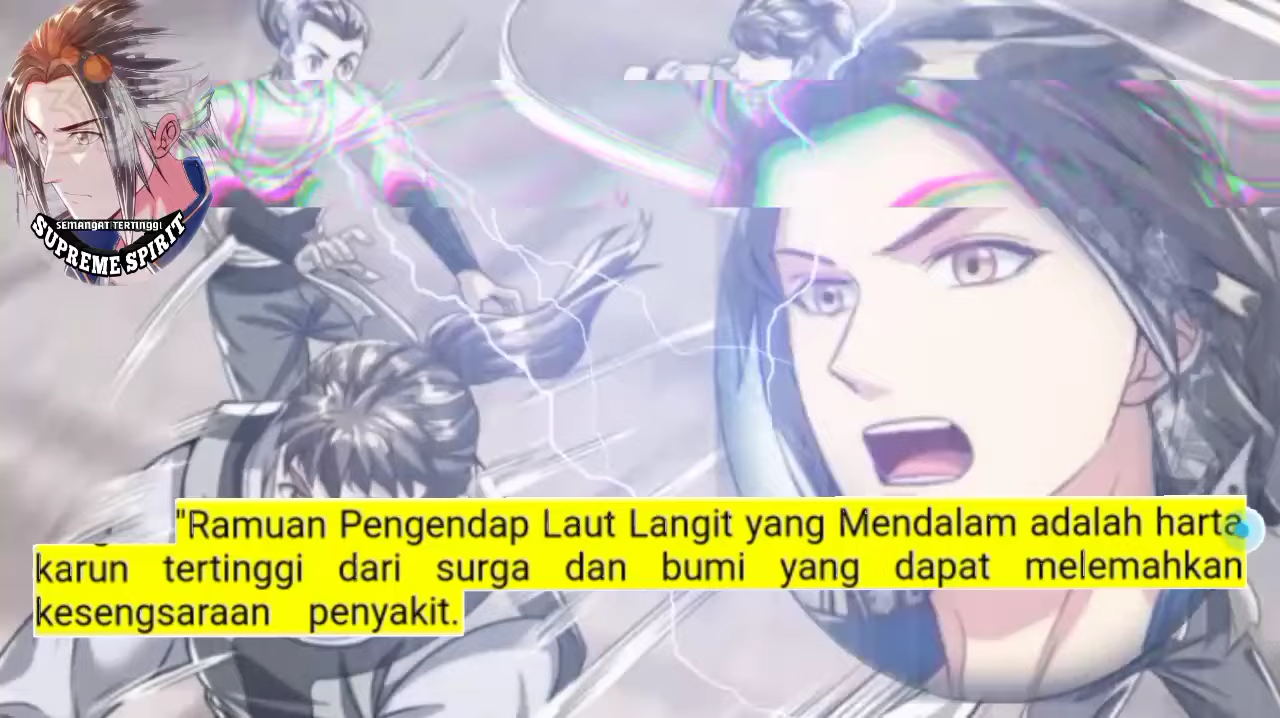 SEMANGAT TERTINGGI
SUPREME SPIRIT
"Ramuan Pengendap Laut Langit yang Mendalam adalah harta
karun tertinggi dari surga dan bumi yang dapat melemahkan
kesengsaraan penyakit.